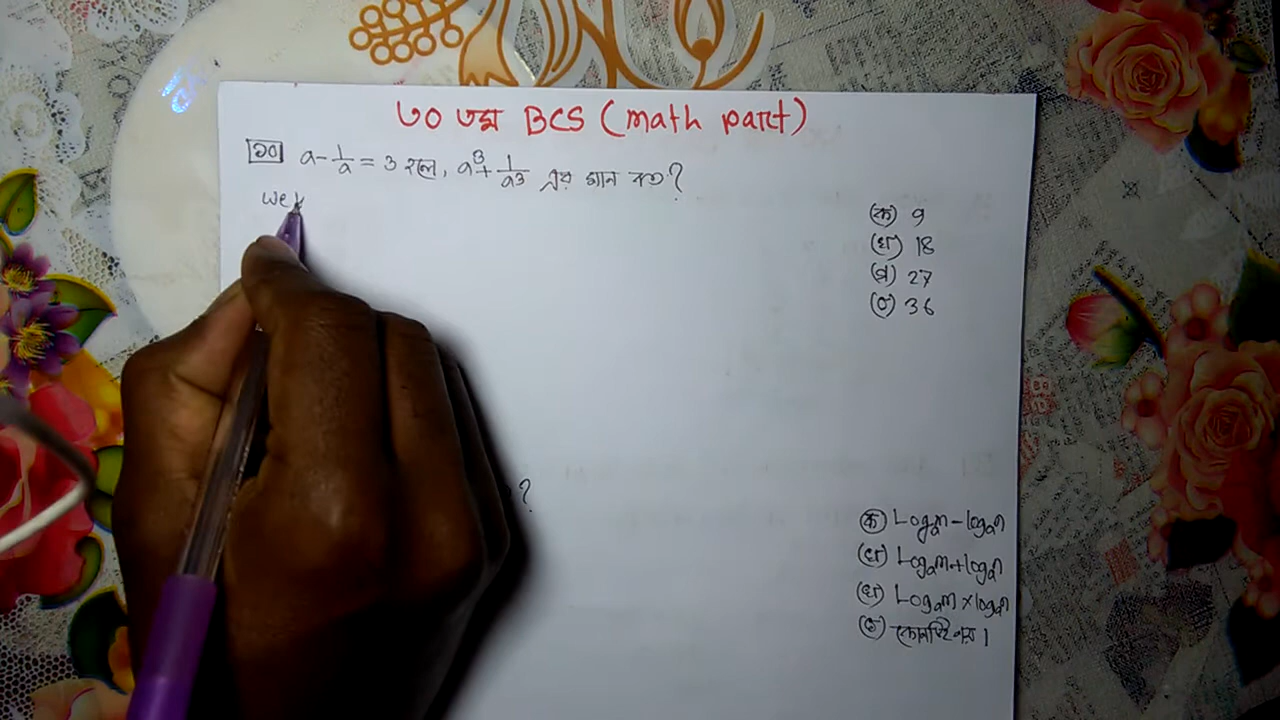 ৩০ তম BCS (math part)
১০ a - 1/a = 3 হলে, a³ + 1/a³ এর মান কত?
we
(ক) 9
(খ) 18
(গ) 27
(ঘ) 36
?
(ক) Logₐm - logₐn
(খ) Logₐm + logₐn
(গ) Logₐm × logₐn
(ঘ) কোনটিই নয়।